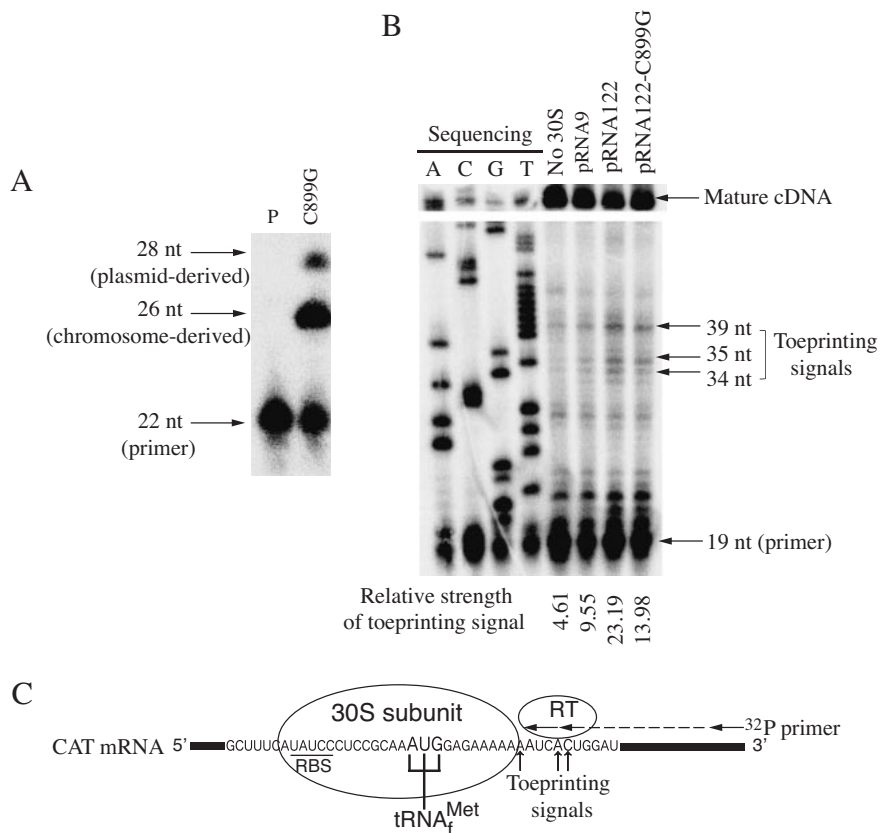 A
P
C899G
28 nt
(plasmid-derived)
26 nt
(chromosome-derived)
22 nt
(primer)
B
Sequencing
A C G T
No 30S
pRNA9
pRNA122
pRNA122-C899G
Mature cDNA
39 nt
35 nt
34 nt
Toeprinting
signals
19 nt (primer)
Relative strength
of toeprinting signal
4.61
9.55
23.19
13.98
C
30S subunit
RT
32P primer
CAT mRNA 5' GCUUUCAUAUCCCUCCGCAAAUGGAGAAAAAAAUCACUGGAU 3'
RBS
Toeprinting
signals
tRNAfMet